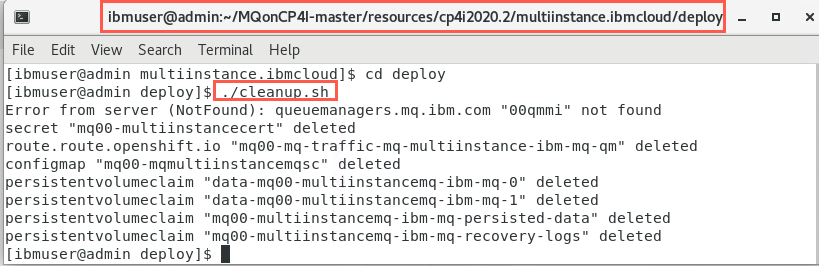 ibmuser@admin:~/MQonCP4I-master/resources/cp4i2020.2/multiinstance.ibmcloud/deploy
File Edit View Search Terminal Help
[ibmuser@admin multiinstance.ibmcloud]$ cd deploy
[ibmuser@admin deploy]$ ./cleanup.sh
Error from server (NotFound): queuemanagers.mq.ibm.com "00qmmi" not found
secret "mq00-multiinstancecert" deleted
route.route.openshift.io "mq00-mq-traffic-mq-multiinstance-ibm-mq-qm" deleted
configmap "mq00-mqmultiinstancemqsc" deleted
persistentvolumeclaim "data-mq00-multiinstancemq-ibm-mq-0" deleted
persistentvolumeclaim "data-mq00-multiinstancemq-ibm-mq-1" deleted
persistentvolumeclaim "mq00-multiinstancemq-ibm-mq-persisted-data" deleted
persistentvolumeclaim "mq00-multiinstancemq-ibm-mq-recovery-logs" deleted
[ibmuser@admin deploy]$